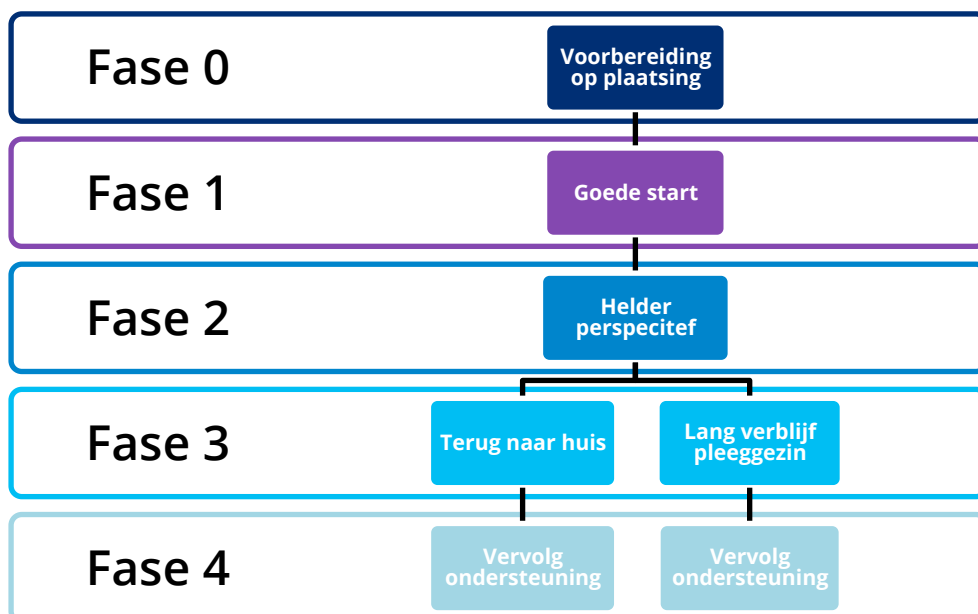 Fase 0
Voorbereiding
op plaatsing
Fase 1
Goede start
Fase 2
Helder
perspecitef
Fase 3
Terug naar huis
Lang verblijf
pleeggezin
Fase 4
Vervolg
ondersteuning
Vervolg
ondersteuning